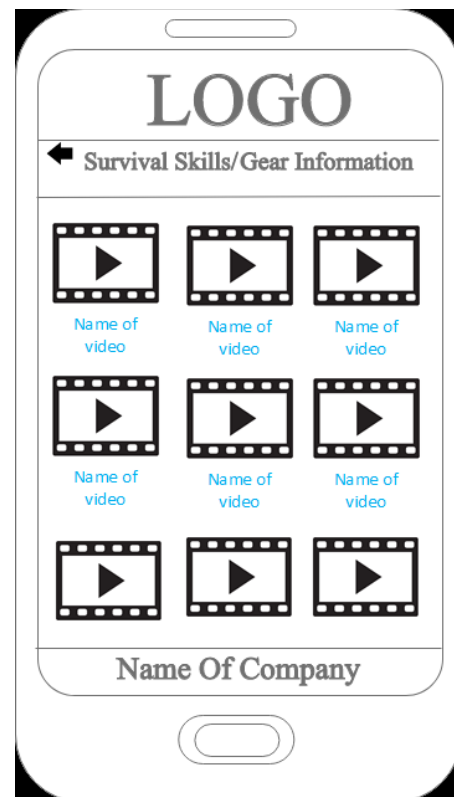 LOGO
Survival Skills/Gear Information
Name of
video
Name of
video
Name of
video
Name of
video
Name of
video
Name of
video
Name Of Company